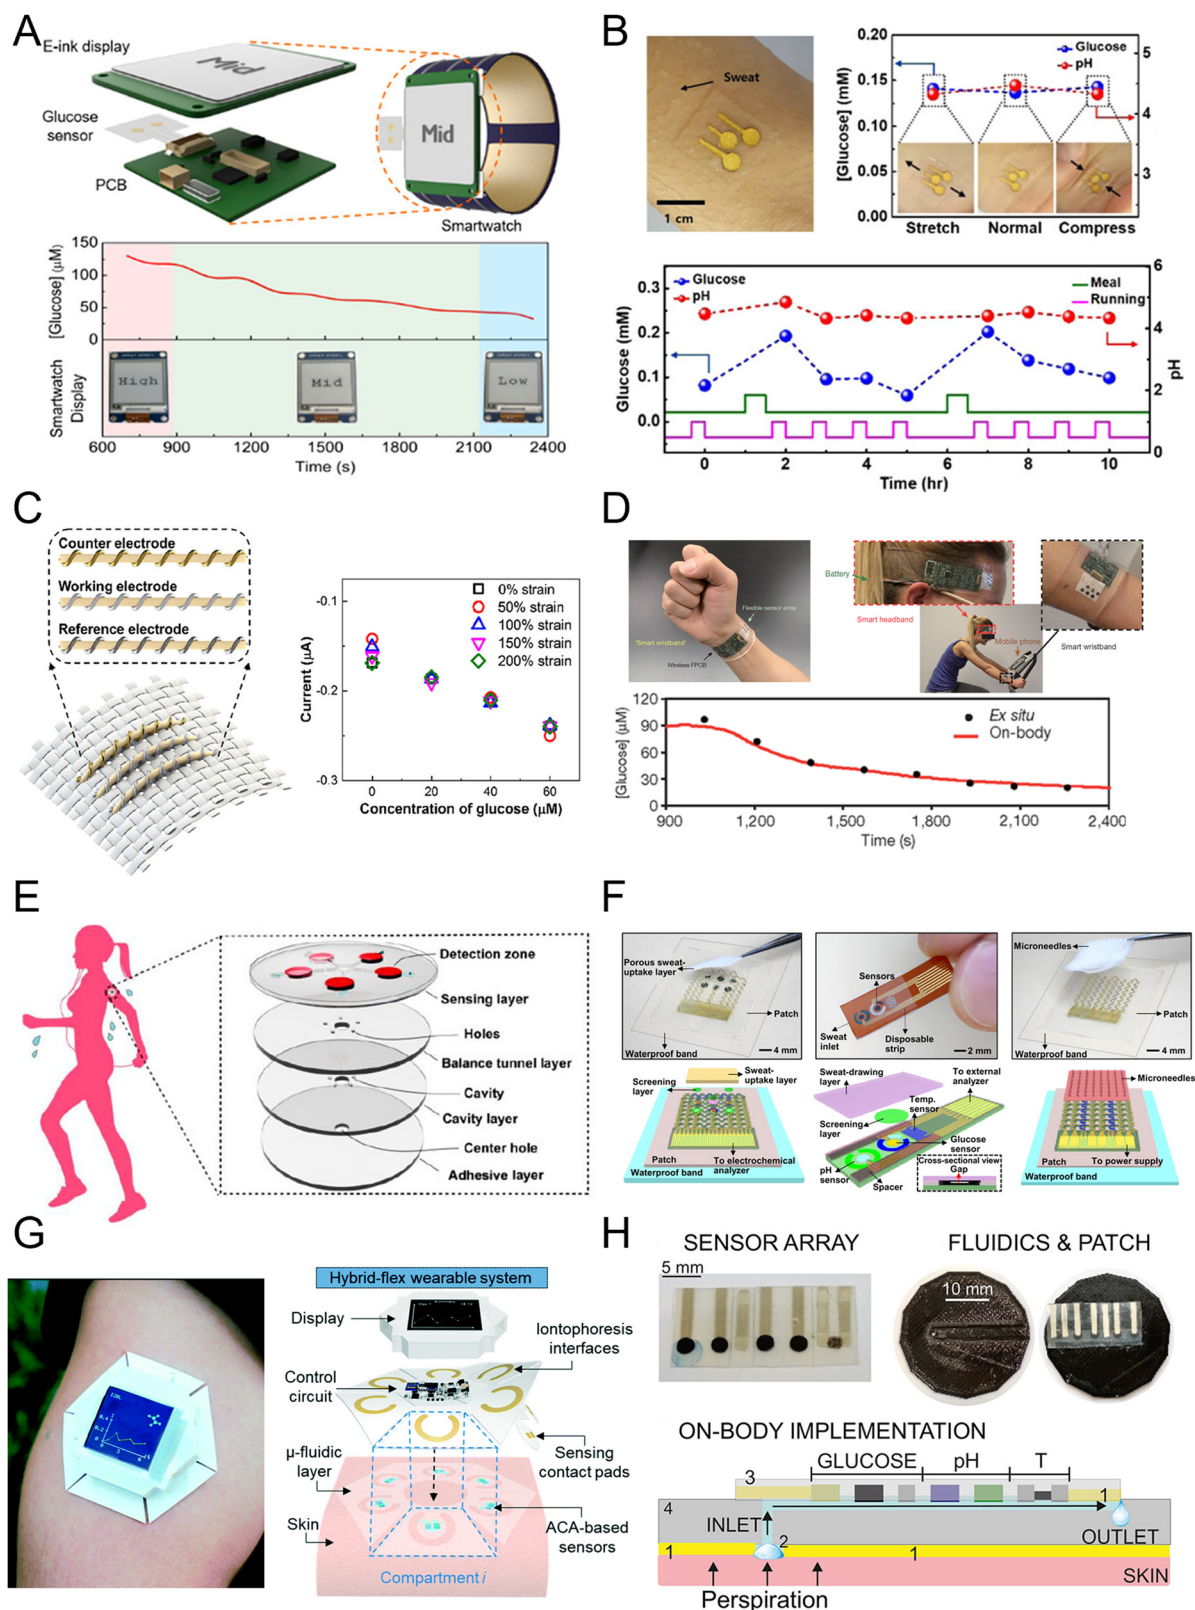 A
E-ink display
Mid
Glucose
sensor
PCB
Mid
Smartwatch
[Glucose] (µM)
150
100
50
0
Smartwatch
Display
High
Mid
Low
600
900
1200
1500
1800
2100
2400
Time (s)
B
Sweat
1 cm
[Glucose] (mM)
0.20
0.15
0.10
0.05
0.00
Glucose
pH
5
4
3
2
Stretch
Normal
Compress
Glucose (mM)
0.3
0.2
0.1
0.0
Glucose
pH
Meal
Running
6
4
2
0
pH
0
2
4
6
8
10
Time (hr)
C
Counter electrode
Working electrode
Reference electrode
Current (µA)
-0.1
-0.2
-0.3
0% strain
50% strain
100% strain
150% strain
200% strain
0
20
40
60
Concentration of glucose (µM)
D
Flexible sensor array
'Smart wristband'
Wireless FPCB
Battery
Smart headband
Mobile phone
Smart wristband
[Glucose] (µM)
120
90
60
30
0
Ex situ
On-body
900
1,200
1,500
1,800
2,100
2,400
Time (s)
E
Detection zone
Sensing layer
Holes
Balance tunnel layer
Cavity
Cavity layer
Center hole
Adhesive layer
F
Porous sweat-
uptake layer
Patch
Waterproof band
4 mm
Sensors
Sweat
inlet
Disposable
strip
2 mm
Microneedles
Patch
Waterproof band
4 mm
Screening
layer
Sweat-
uptake layer
To electrochemical
analyzer
Patch
Waterproof band
Sweat-drawing
layer
To external
analyzer
Temp.
sensor
Screening
layer
Glucose
sensor
pH
sensor
Spacer
Cross-sectional view
Gap
Microneedles
Patch
To power supply
Waterproof band
G
0.4
0.2
0
3
6
Hybrid-flex wearable system
Display
Iontophoresis
interfaces
Control
circuit
µ-fluidic
layer
Sensing
contact pads
Skin
ACA-based
sensors
Compartment i
H
SENSOR ARRAY
5 mm
FLUIDICS & PATCH
10 mm
ON-BODY IMPLEMENTATION
GLUCOSE
pH
T
3
1
4
INLET
OUTLET
2
1
1
SKIN
Perspiration